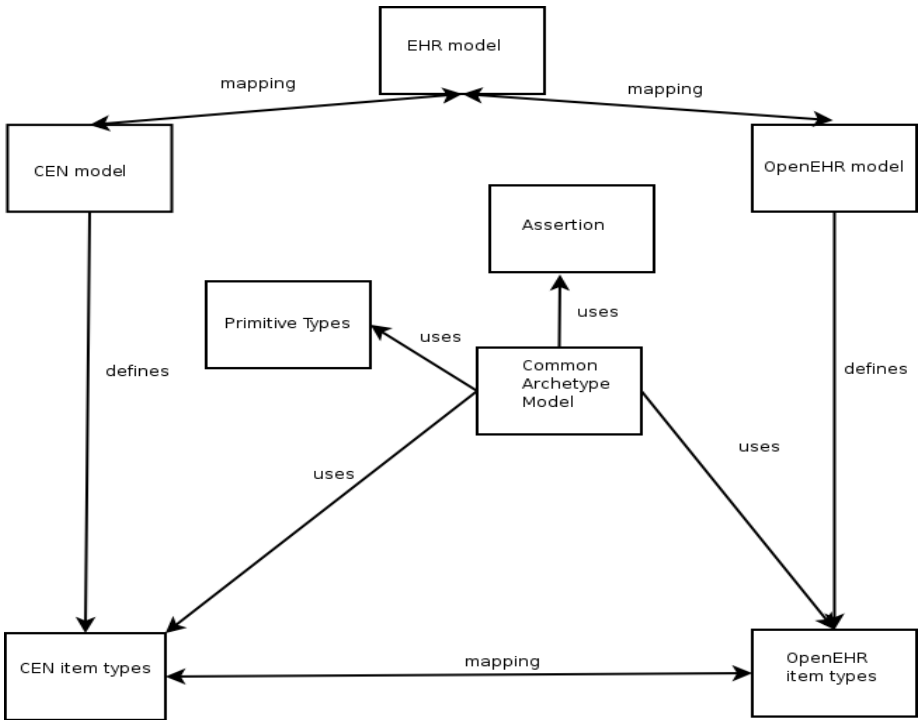 EHR model
mapping
mapping
CEN model
OpenEHR model
Assertion
Primitive Types
uses
uses
Common
Archetype
Model
defines
defines
uses
uses
CEN item types
mapping
OpenEHR
item types